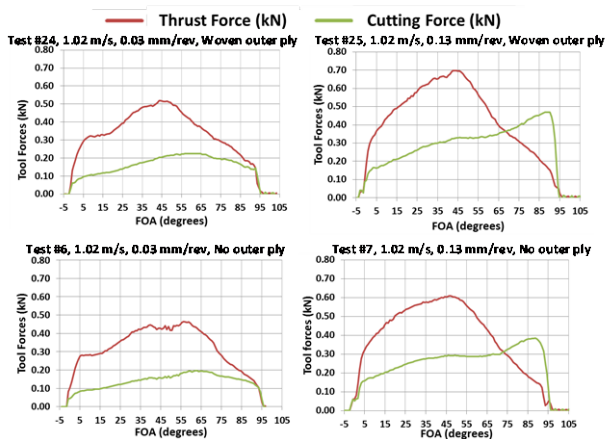 Thrust Force (kN) Cutting Force (kN)
Test #24, 1.02 m/s, 0.03 mm/rev, Woven outer ply
Tool Forces (kN)
0.80
0.70
0.60
0.50
0.40
0.30
0.20
0.10
0.00
-5 5 15 25 35 45 55 65 75 85 95 105
FOA (degrees)
Test #25, 1.02 m/s, 0.13 mm/rev, Woven outer ply
Tool Forces (kN)
0.80
0.70
0.60
0.50
0.40
0.30
0.20
0.10
0.00
-5 5 15 25 35 45 55 65 75 85 95 105
FOA (degrees)
Test #6, 1.02 m/s, 0.03 mm/rev, No outer ply
Tool Forces (kN)
0.80
0.70
0.60
0.50
0.40
0.30
0.20
0.10
0.00
-5 5 15 25 35 45 55 65 75 85 95 105
FOA (degrees)
Test #7, 1.02 m/s, 0.13 mm/rev, No outer ply
Tool Forces (kN)
0.80
0.70
0.60
0.50
0.40
0.30
0.20
0.10
0.00
-5 5 15 25 35 45 55 65 75 85 95 105
FOA (degrees)